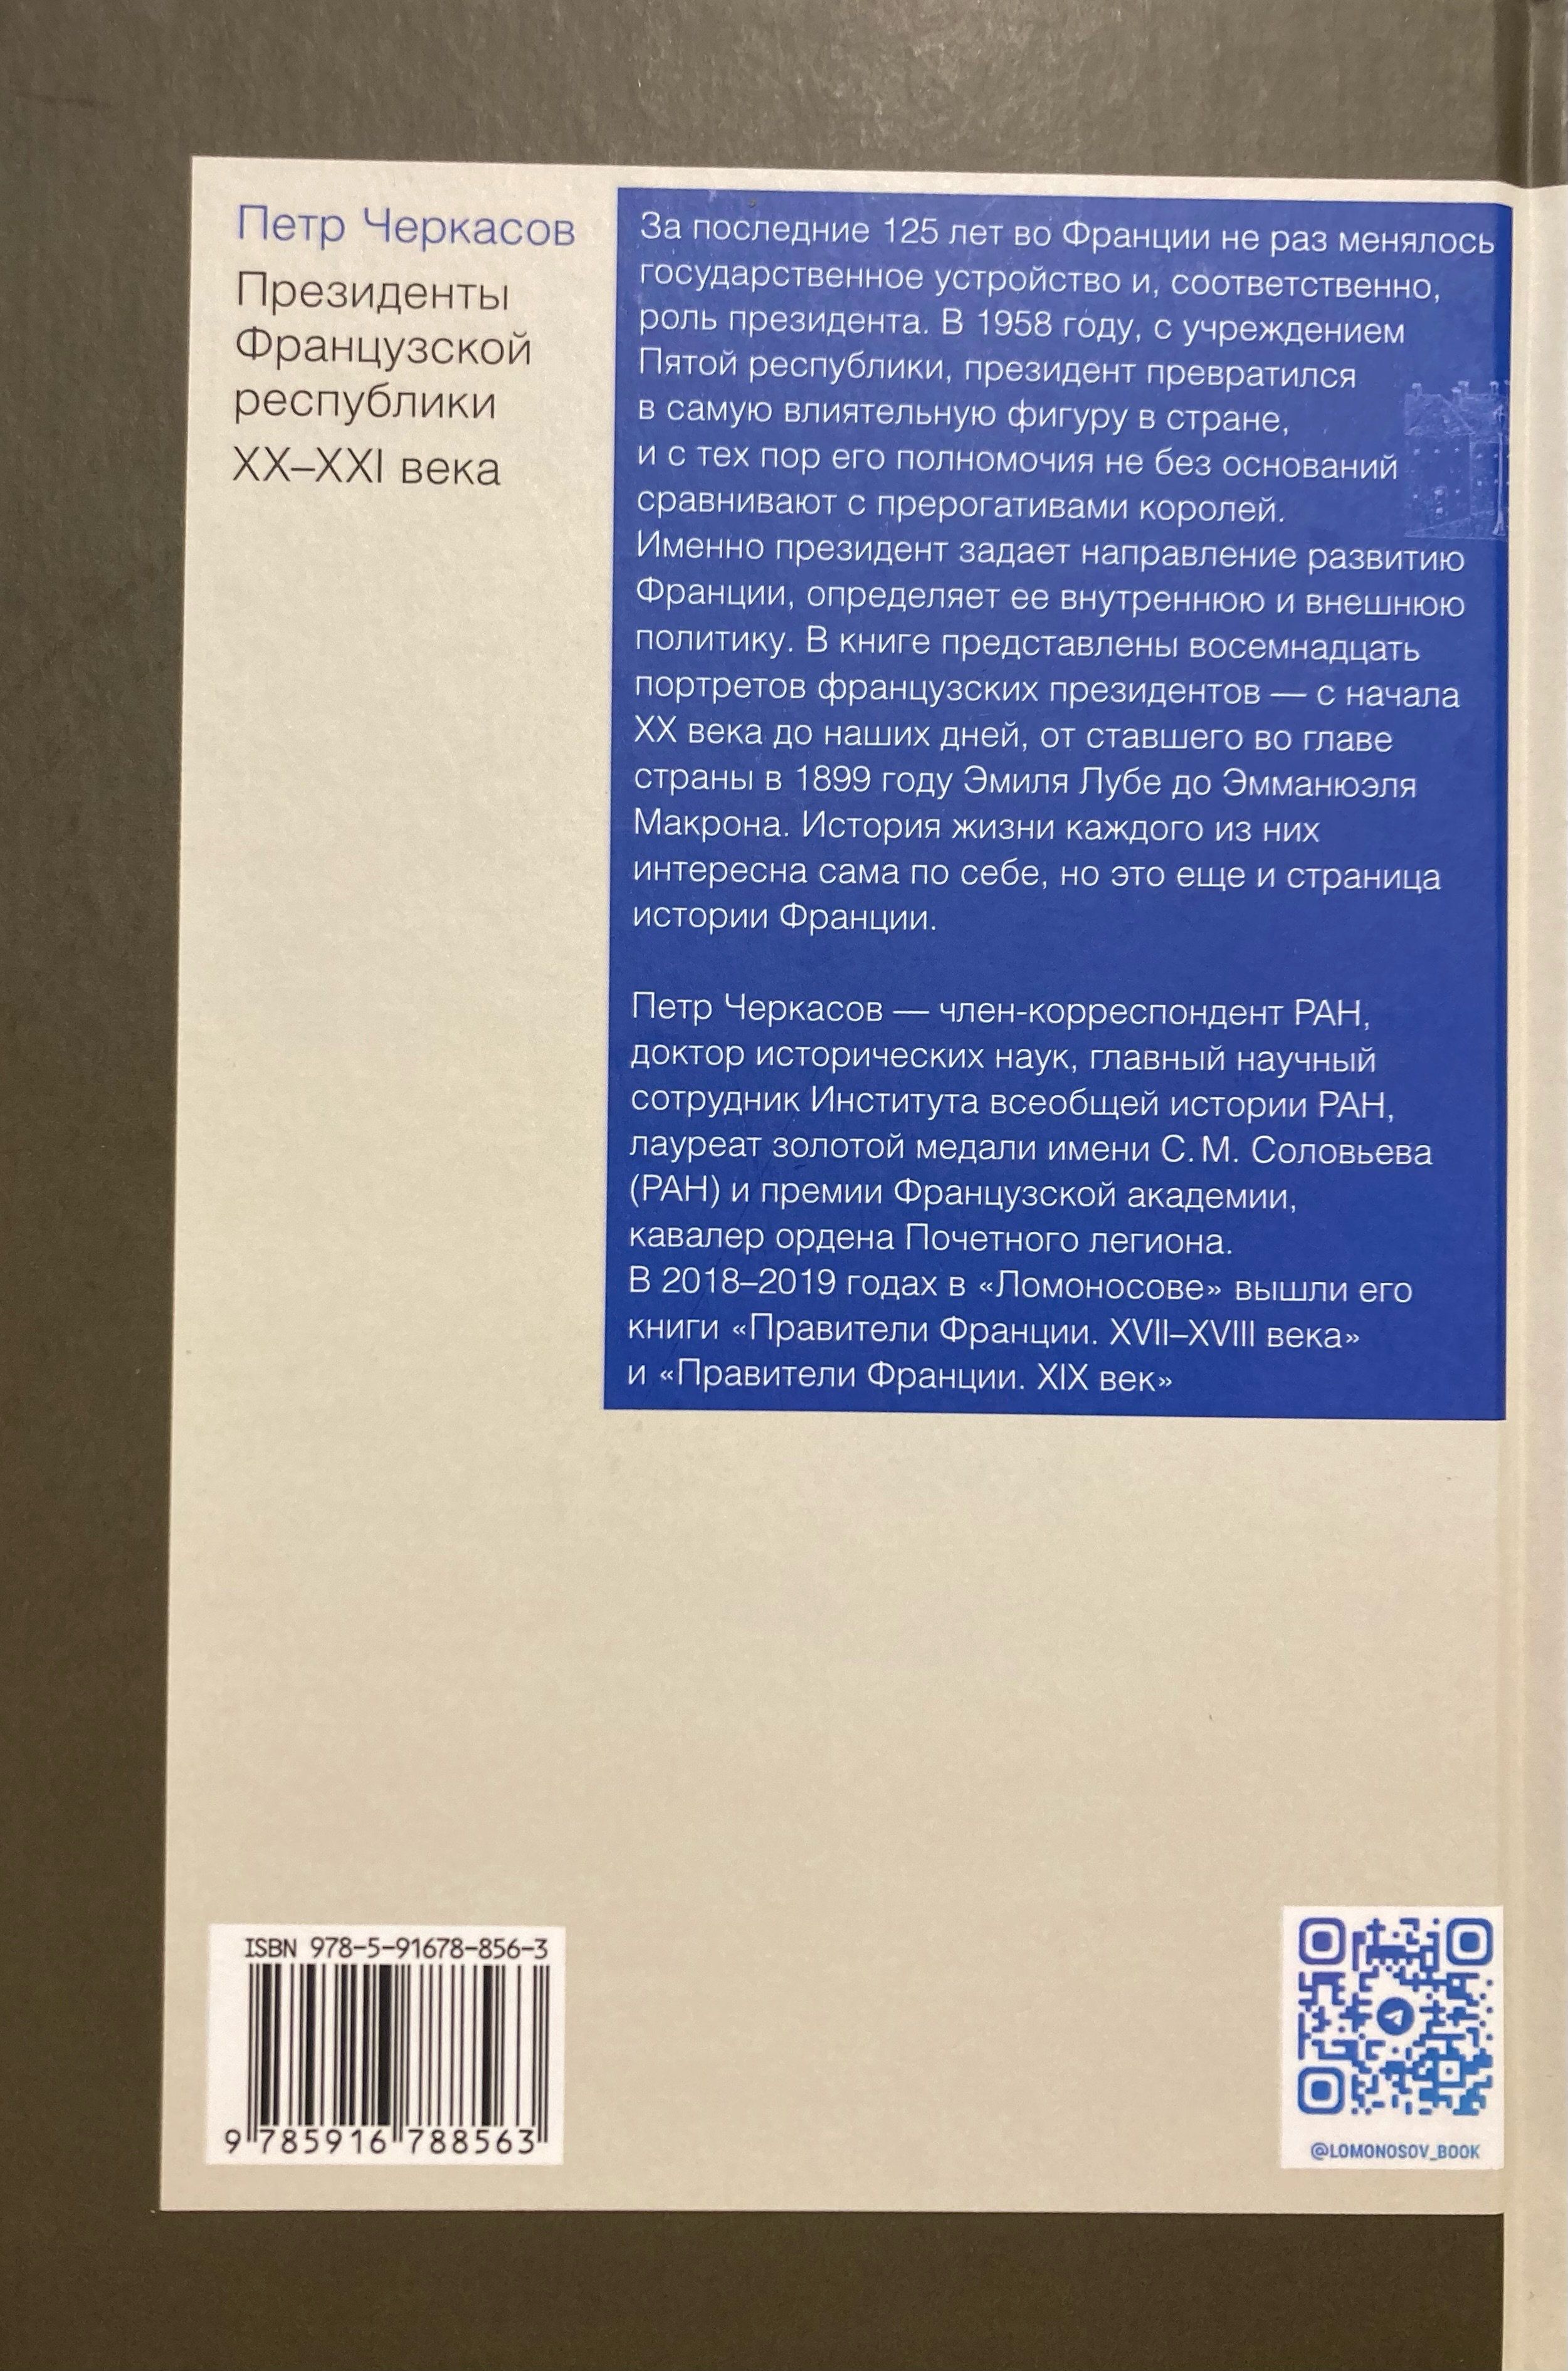 Петр Черкасов
Президенты
Французской
республики
XX–XXI века
За последние 125 лет во Франции не раз менялось
государственное устройство и, соответственно,
роль президента. В 1958 году, с учреждением
Пятой республики, президент превратился
в самую влиятельную фигуру в стране,
и с тех пор его полномочия не без оснований
сравнивают с прерогативами королей.
Именно президент задает направление развитию
Франции, определяет ее внутреннюю и внешнюю
политику. В книге представлены восемнадцать
портретов французских президентов — с начала
XX века до наших дней, от ставшего во главе
страны в 1899 году Эмиля Лубе до Эмманюэля
Макрона. История жизни каждого из них
интересна сама по себе, но это еще и страница
истории Франции.
Петр Черкасов — член-корреспондент РАН,
доктор исторических наук, главный научный
сотрудник Института всеобщей истории РАН,
лауреат золотой медали имени С. М. Соловьева
(РАН) и премии Французской академии,
кавалер ордена Почетного легиона.
В 2018–2019 годах в «Ломоносове» вышли его
книги «Правители Франции. XVII–XVIII века»
и «Правители Франции. XIX век»
ISBN 978-5-91678-856-3
9 785916 788563
@LOMONOSOV_BOOK